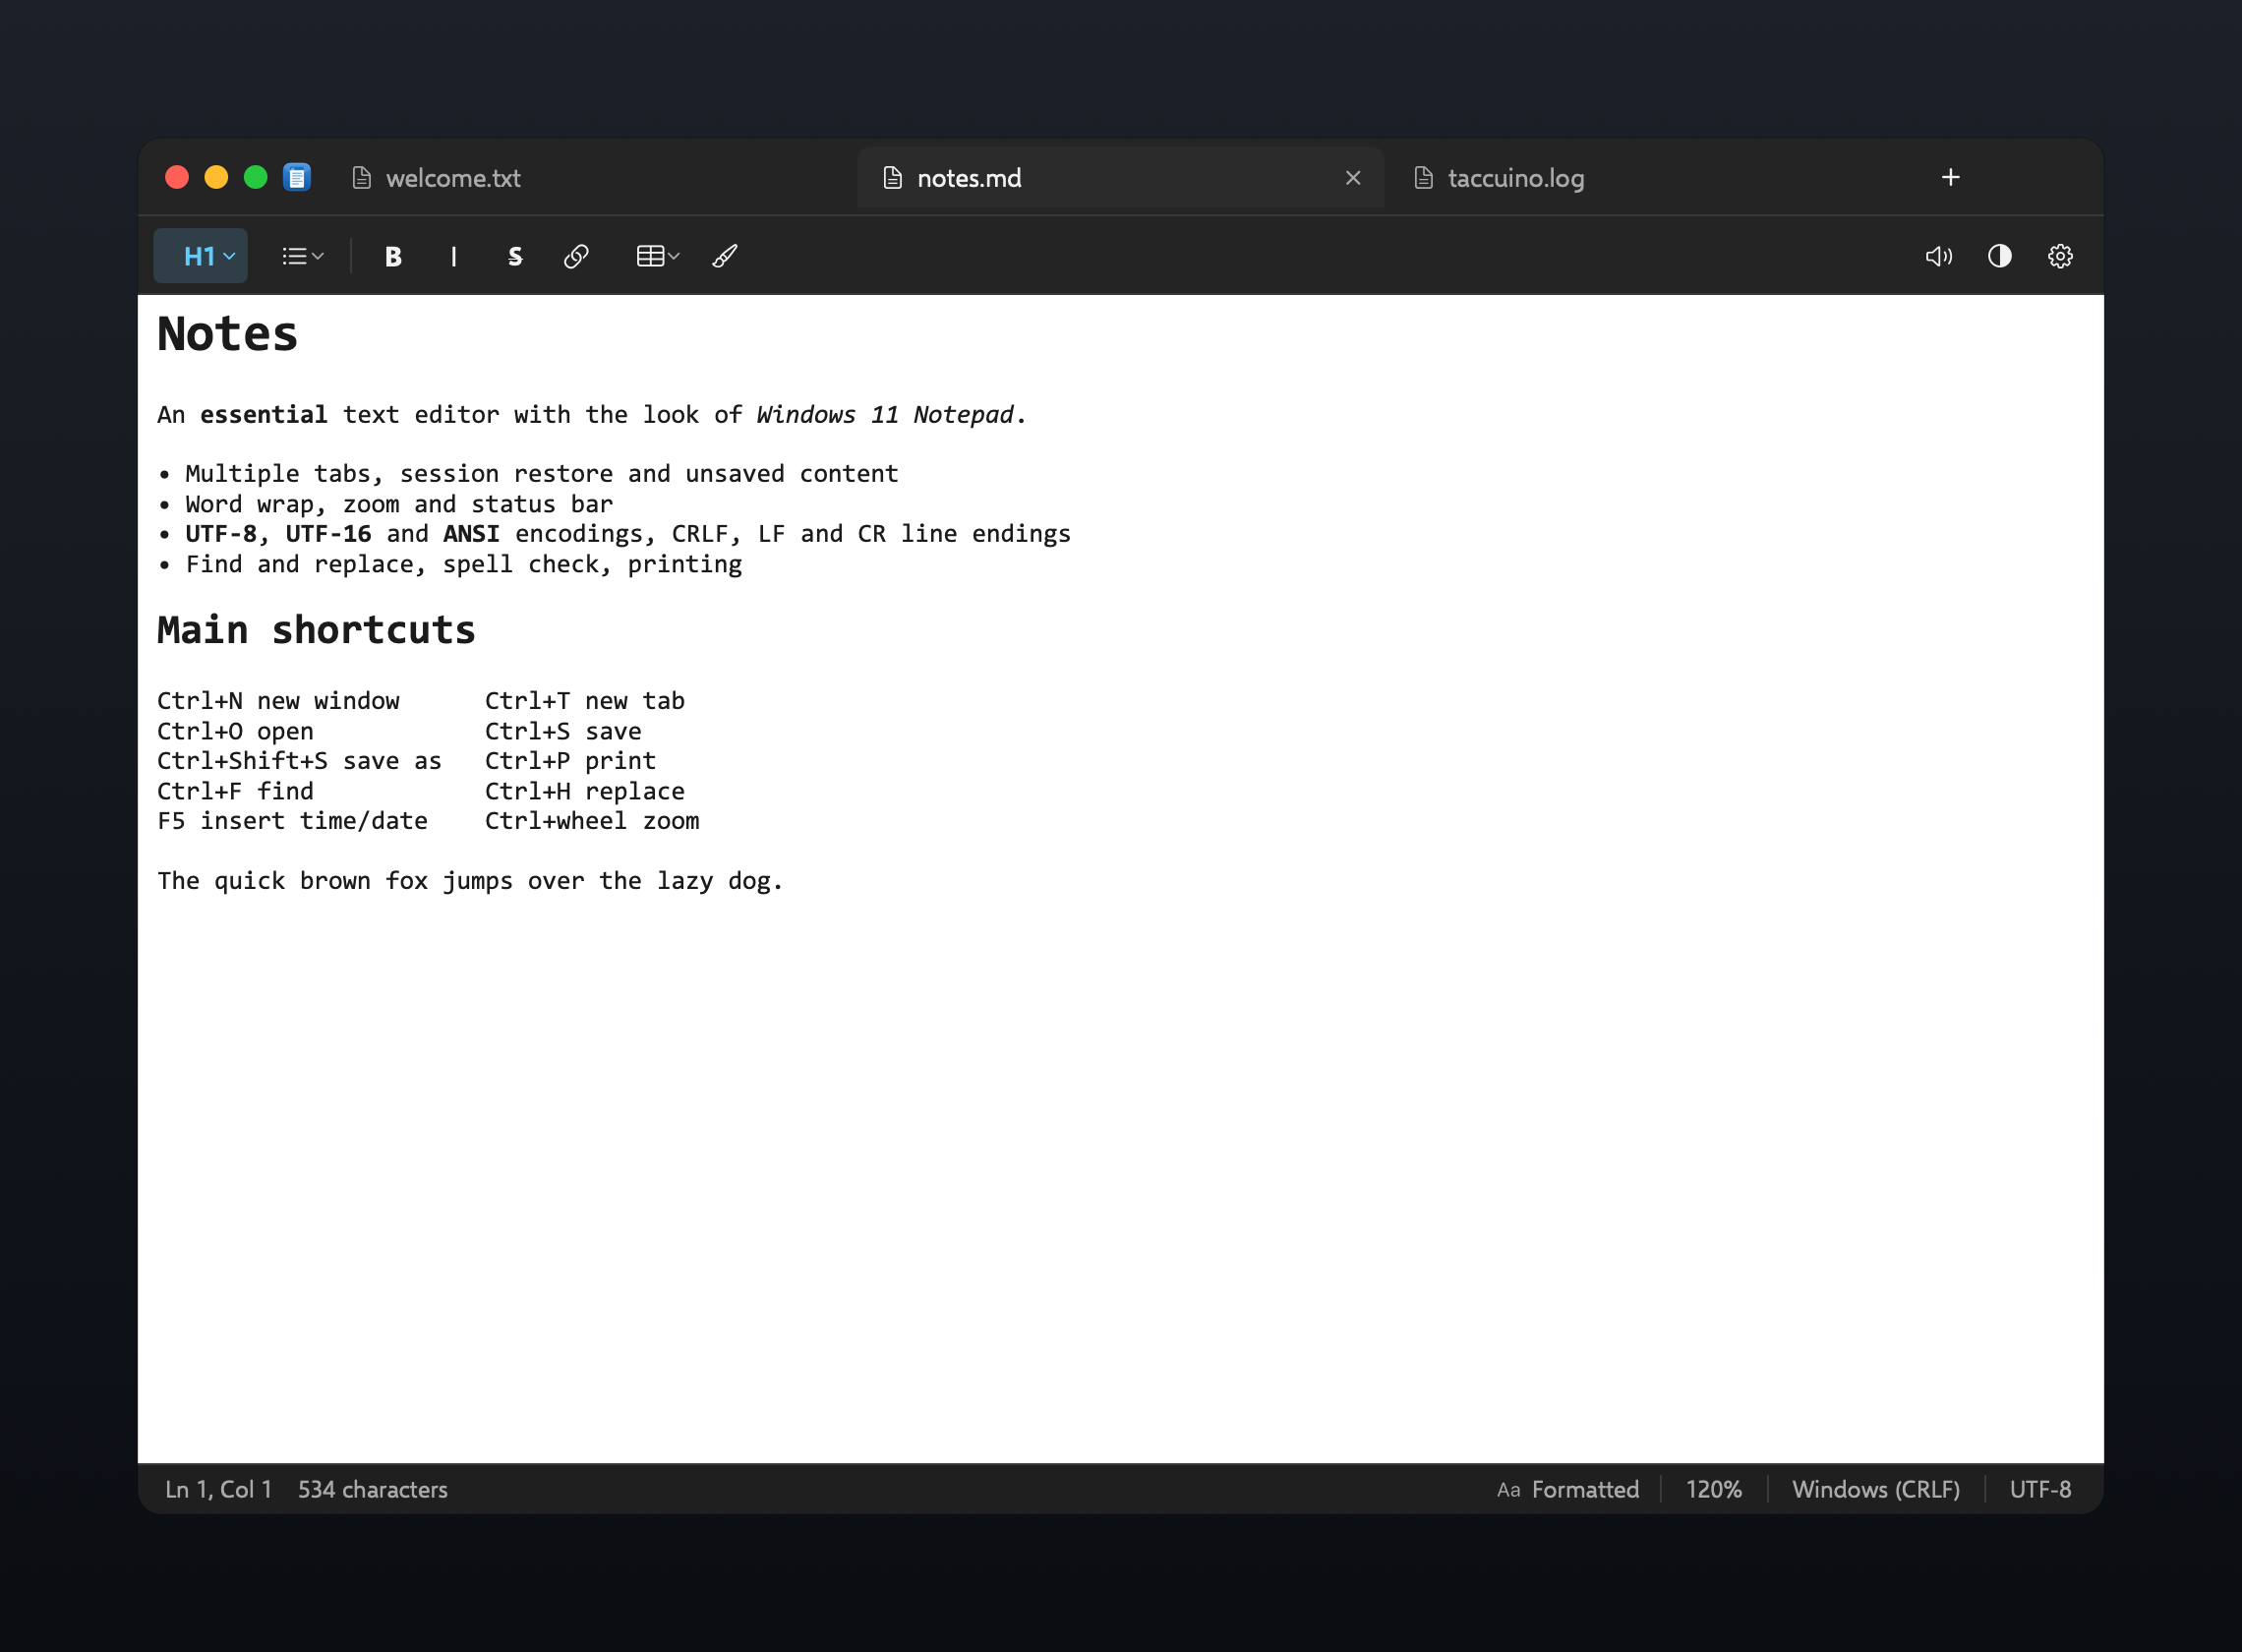 welcome.txt
notes.md
taccuino.log
H1
B
I
S
Notes
An essential text editor with the look of Windows 11 Notepad.
• Multiple tabs, session restore and unsaved content
• Word wrap, zoom and status bar
• UTF-8, UTF-16 and ANSI encodings, CRLF, LF and CR line endings
• Find and replace, spell check, printing
Main shortcuts
Ctrl+N new window      Ctrl+T new tab
Ctrl+O open            Ctrl+S save
Ctrl+Shift+S save as   Ctrl+P print
Ctrl+F find            Ctrl+H replace
F5 insert time/date    Ctrl+wheel zoom
The quick brown fox jumps over the lazy dog.
Ln 1, Col 1   534 characters   Aa Formatted   120%   Windows (CRLF)   UTF-8